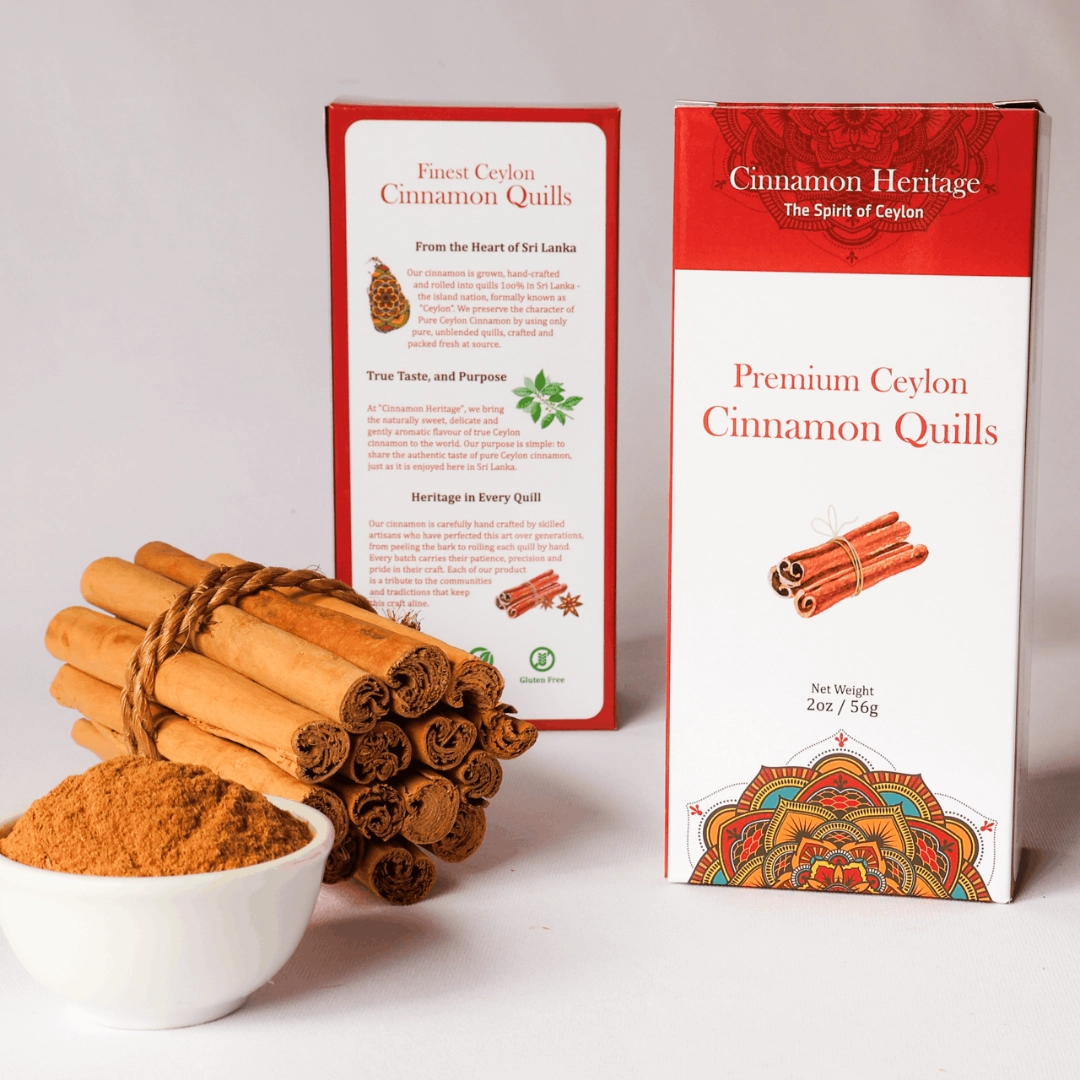 Finest Ceylon
Cinnamon Quills
From the Heart of Sri Lanka
Our cinnamon is grown, hand-crafted
and rolled into quills 100% in Sri Lanka -
the island nation, formally known as
"Ceylon". We preserve the character of
Pure Ceylon Cinnamon by using only
pure, unblended quills, crafted and
packed fresh at source.
True Taste, and Purpose
At "Cinnamon Heritage", we bring
the naturally sweet, delicate and
gently aromatic flavour of true Ceylon
cinnamon to the world. Our purpose is simple: to
share the authentic taste of pure Ceylon cinnamon,
just as it is enjoyed here in Sri Lanka.
Heritage in Every Quill
Our cinnamon is carefully hand crafted by skilled
artisans who have perfected this art over generations,
from peeling the bark to rolling each quill by hand.
Every batch carries their patience, precision and
pride in their craft. Each of our product
is a tribute to the communities
and tradictions that keep
this craft aline.
Gluten Free
Cinnamon Heritage
The Spirit of Ceylon
Premium Ceylon
Cinnamon Quills
Net Weight
2oz / 56g